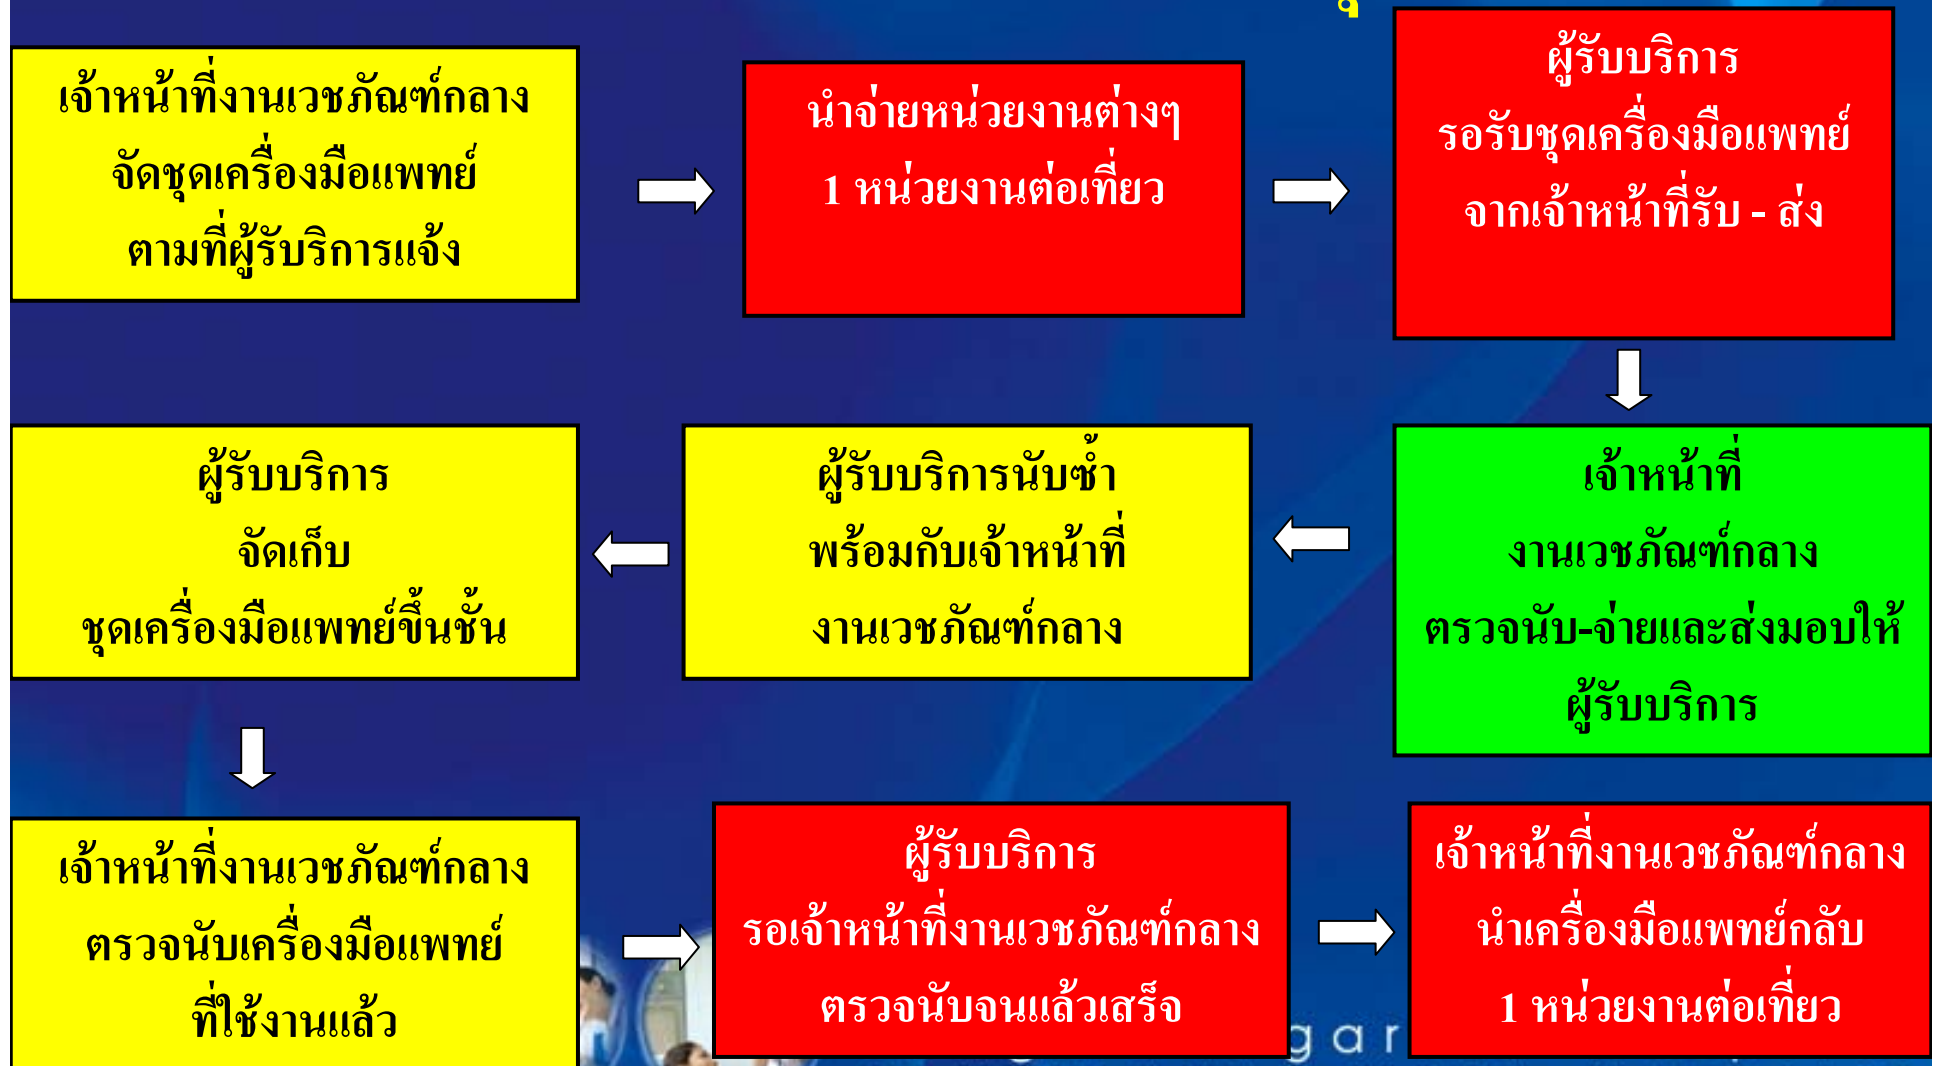 เจ้าหน้าที่งานเวชภัณฑ์กลาง
จัดชุดเครื่องมือแพทย์
ตามที่ผู้รับริการแจ้ง
นำจ่ายหน่วยงานต่างๆ
1 หน่วยงานต่อเที่ยว
ผู้รับบริการ
รอรับชุดเครื่องมือแพทย์
จากเจ้าหน้าที่รับ - ส่ง
เจ้าหน้าที่
งานเวชภัณฑ์กลาง
ตรวจนับ-จ่ายและส่งมอบให้
ผู้รับบริการ
ผู้รับบริการนับซ้ำ
พร้อมกับเจ้าหน้าที่
งานเวชภัณฑ์กลาง
ผู้รับบริการ
จัดเก็บ
ชุดเครื่องมือแพทย์ขึ้นชั้น
เจ้าหน้าที่งานเวชภัณฑ์กลาง
ตรวจนับเครื่องมือแพทย์
ที่ใช้งานแล้ว
ผู้รับบริการ
รอเจ้าหน้าที่งานเวชภัณฑ์กลาง
ตรวจนับจนแล้วเสร็จ
เจ้าหน้าที่งานเวชภัณฑ์กลาง
นำเครื่องมือแพทย์กลับ
1 หน่วยงานต่อเที่ยว